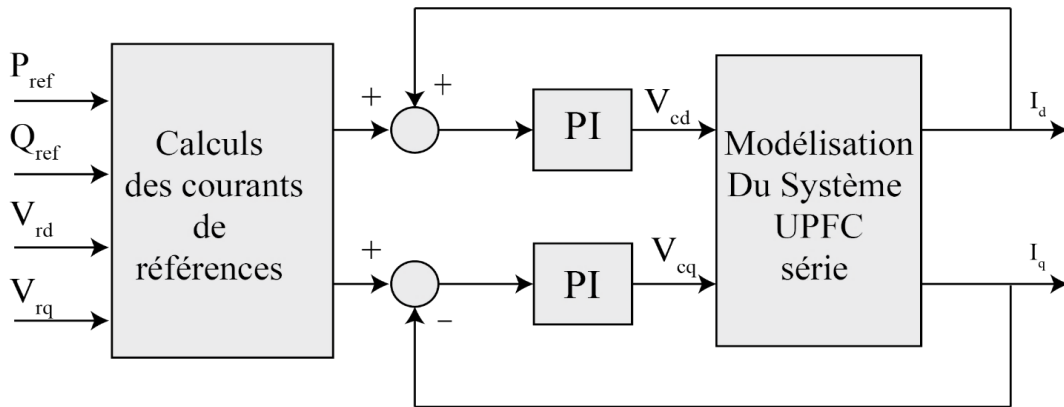 P_ref
Q_ref
V_rd
V_rq
Calculs
des courants
de
références
+
+
PI
V_cd
Modélisation
Du Système
UPFC
série
I_d
+
−
PI
V_cq
I_q